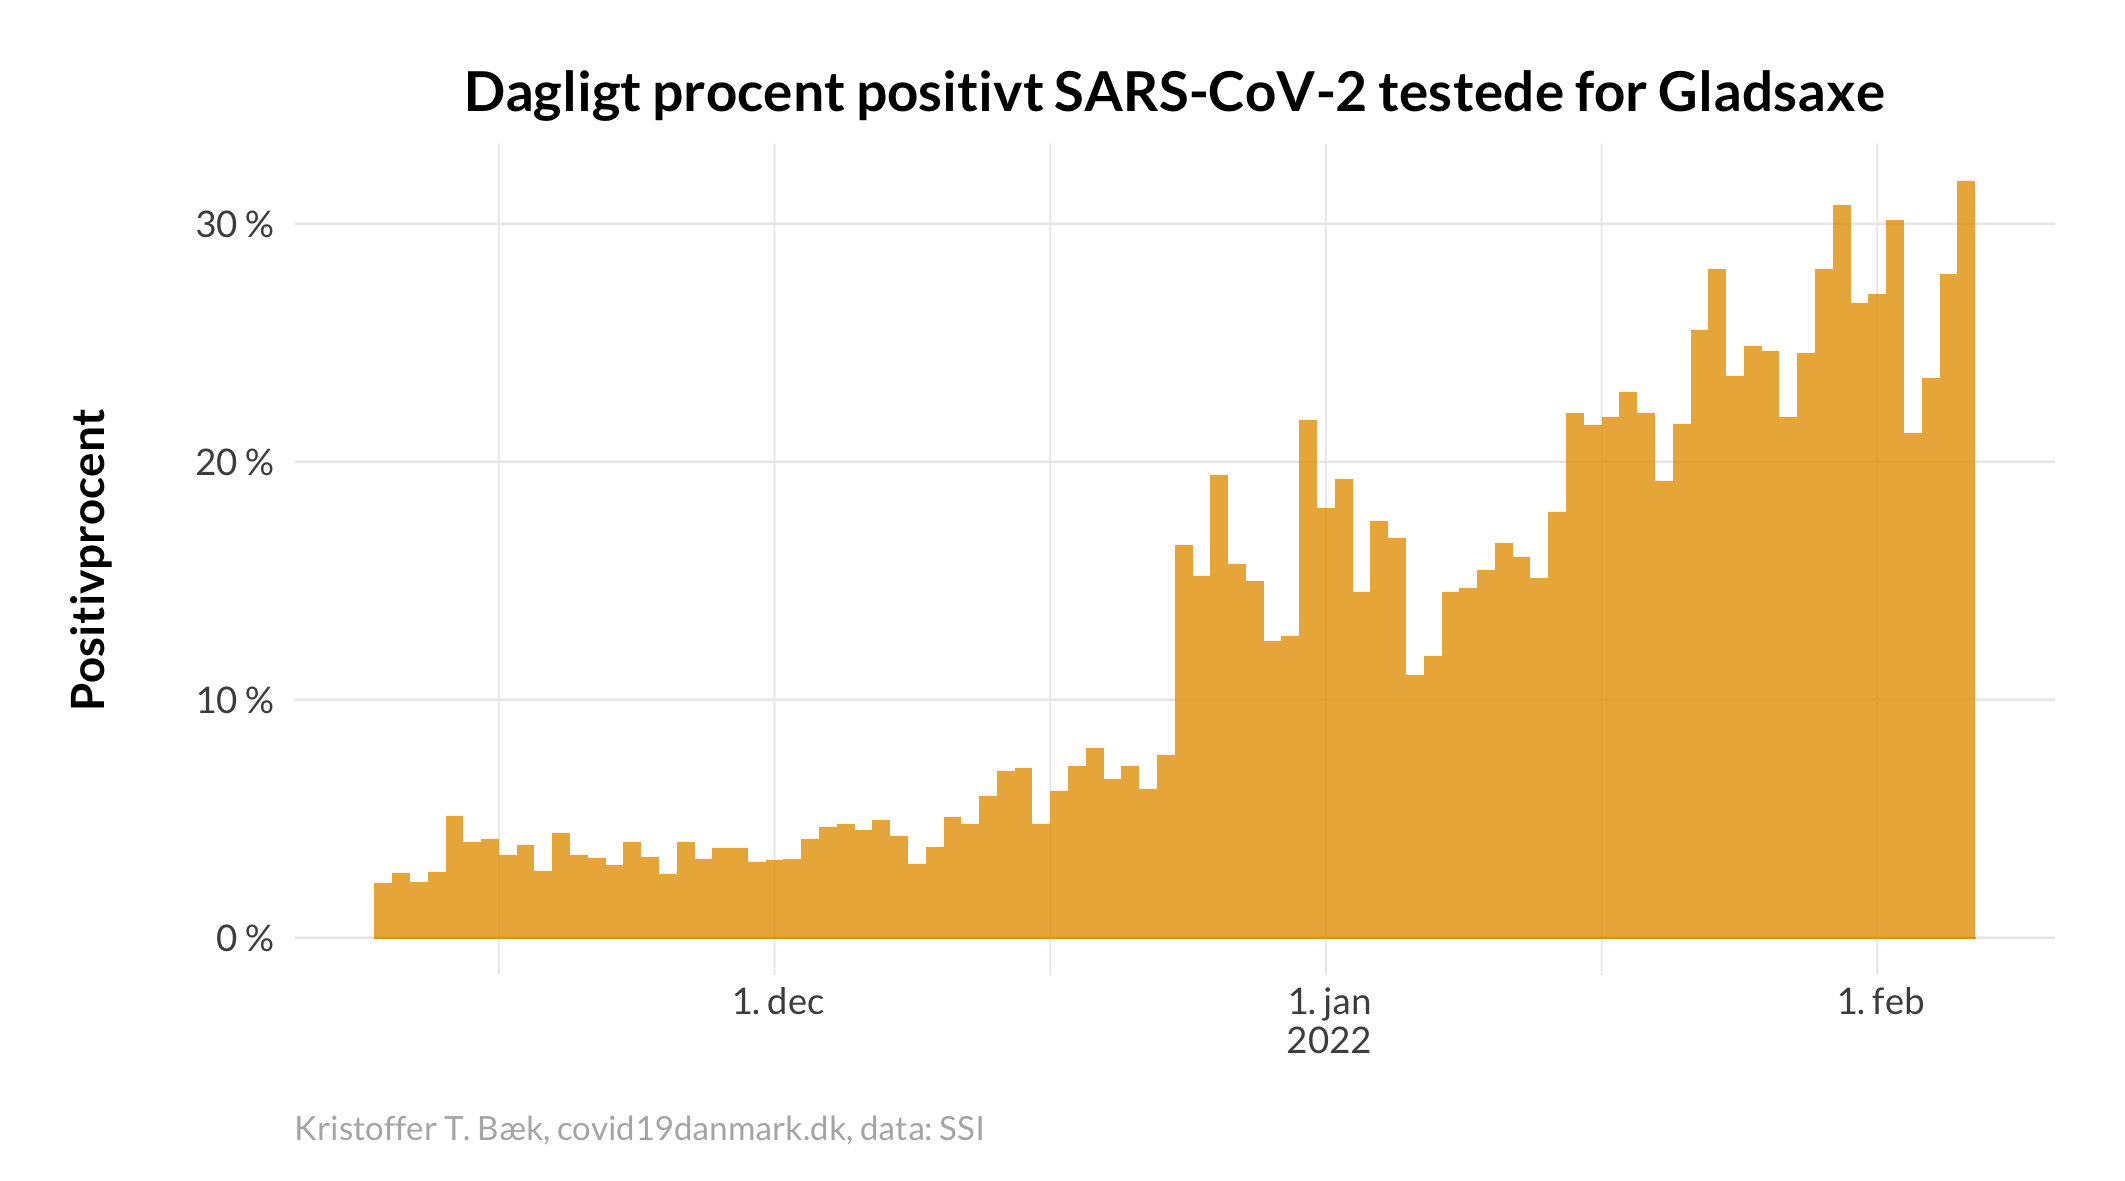 Dagligt procent positivt SARS-CoV-2 testede for Gladsaxe
Positivprocent
30 %
20 %
10 %
0 %
1. dec
1. jan
2022
1. feb
Kristoffer T. Bæk, covid19danmark.dk, data: SSI